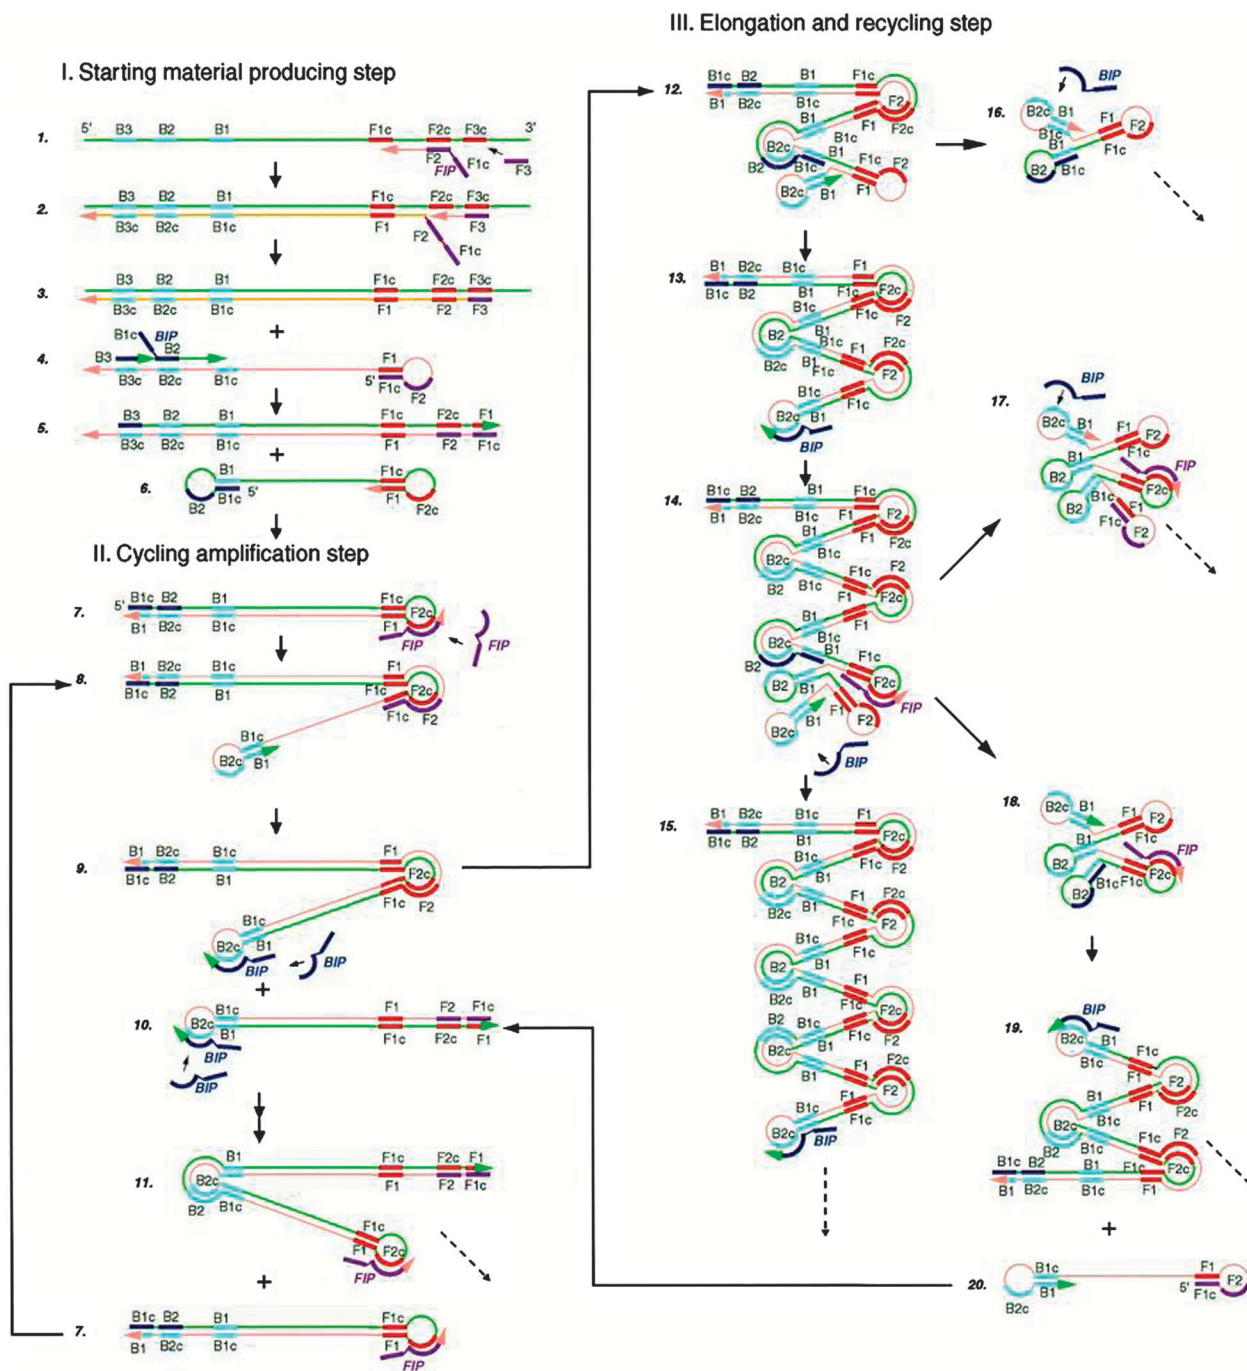 I. Starting material producing step
1.
5' B3 B2 B1 F1c F2c F3c 3'
F2 F1c F3
FIP
2.
B3 B2 B1 F1c F2c F3c
B3c B2c B1c F1 F2 F3
F1c
3.
B3 B2 B1 F1c F2c F3c
B3c B2c B1c F1 F2 F3
+
4.
B1c BIP
B3 B2 F1
B3c B2c B1c 5' F1c F2
5.
B3 B2 B1 F1c F2c F1
B3c B2c B1c F1 F2 F1c
+
6.
B1 F1c
B2 B1c 5' F1 F2c
II. Cycling amplification step
7.
5' B1c B2 B1 F1c F2c
B1 B2c B1c F1
FIP FIP
8.
B1 B2c B1c F1
B1c B2 B1 F1c F2c
F1c F2
B1c
B2c B1
9.
B1 B2c B1c F1
B1c B2 B1 F2c
F1c F2
B1c
B2c B1
BIP BIP
+
10.
B2c B1c F1 F2 F1c
B1 F1c F2c F1
BIP
BIP
11.
B1 F1c F2c F1
B2c F1 F2 F1c
B2 B1c
F1c
F1 F2c
FIP
+
7.
B1c B2 B1 F1c F2c
B1 B2c B1c F1
FIP
III. Elongation and recycling step
12.
B1c B2 B1 F1c
B1 B2c B1c F2
B1 F1 F2c
B1c
B2c B1
B2 B1c F1c F2
B2c B1 F1
13.
B1 B2c B1c F1
B1c B2 B1 F1c F2c
F1c F2
B1
B2 B1c F2c
B2c B1 F1 F2
B1c F1c
B2c B1
BIP
14.
B1c B2 B1 F1c
B1 B2c B1c F1 F2
F1 F2c
B1
B2c B1c F2
B2 B1c F1c
B1 F1 F2c
F1c
B1
B2c B1c
B2 B1 F1c
B2 B1c F2c
B1 F1c FIP
B2c B1 F1 F2
BIP
15.
B1 B2c B1c F1
B1c B2 B1 F1c F2c
F1c F2
B1c
B2 B1
B2c B1c F1 F2c
B1 F1c F2
F1
B1c F1c
B2 B1
B2c B1c F1c
B1 F1 F2c
F1c F2
B2 B1c
B2c B1 F1 F2c
B1c F1c F2
B1c F1
B2c B1 F1c
BIP
16.
BIP
B2c B1 F1
B1c F2
B1 F1c
B2 B1c
17.
BIP
B2c B1 F1
F2
B1 F1c FIP
B2 B1c F2c
B2 F1
F1c F2
18.
B2c B1 F1
F2
B1 F1c FIP
B2 B1c F2c
B2 F1c
19.
BIP
B2c B1
B1c F1c
F1 F2
B1 F1 F2c
B2c B1c
B2 B1c F1c F2
B1c B2 B1 F1c F2c
B1 B2c B1c F1
+
20.
B1c F1
B1 5' F1c F2
B2c